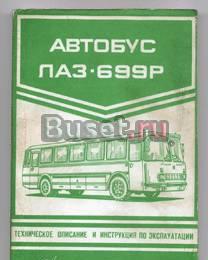 АВТОБУС
ЛАЗ-699Р
Buset.ru
ТЕХНИЧЕСКОЕ ОПИСАНИЕ И ИНСТРУКЦИЯ ПО ЭКСПЛУАТАЦИИ